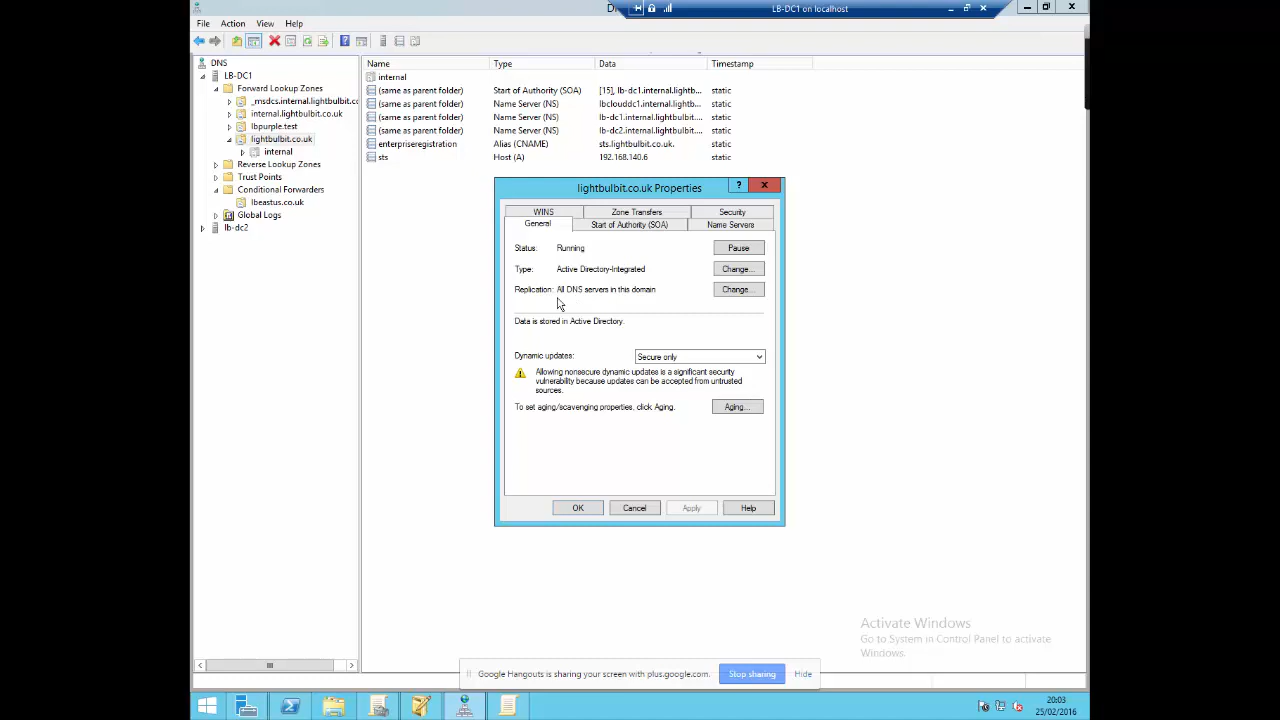 LB-DC1 on localhost
File Action View Help
DNS
LB-DC1
Forward Lookup Zones
_msdcs.internal.lightbulbit.cc
internal.lightbulbit.co.uk
lbpurple.test
lightbulbit.co.uk
internal
Reverse Lookup Zones
Trust Points
Conditional Forwarders
lbeastus.co.uk
Global Logs
lb-dc2
Name Type Data Timestamp
internal
(same as parent folder) Start of Authority (SOA) [15], lb-dc1.internal.lightbu... static
(same as parent folder) Name Server (NS) lbclouddc1.internal.lightb... static
(same as parent folder) Name Server (NS) lb-dc1.internal.lightbulbit... static
(same as parent folder) Name Server (NS) lb-dc2.internal.lightbulbit... static
enterpriseregistration Alias (CNAME) sts.lightbulbit.co.uk. static
sts Host (A) 192.168.140.6 static
lightbulbit.co.uk Properties
WINS Zone Transfers Security
General Start of Authority (SOA) Name Servers
Status: Running Pause
Type: Active Directory-Integrated Change...
Replication: All DNS servers in this domain Change...
Data is stored in Active Directory.
Dynamic updates: Secure only
Allowing nonsecure dynamic updates is a significant security
vulnerability because updates can be accepted from untrusted
sources.
To set aging/scavenging properties, click Aging. Aging...
OK Cancel Apply Help
Activate Windows
Go to System in Control Panel to activate
Windows.
Google Hangouts is sharing your screen with plus.google.com. Stop sharing Hide
20:03
25/02/2016